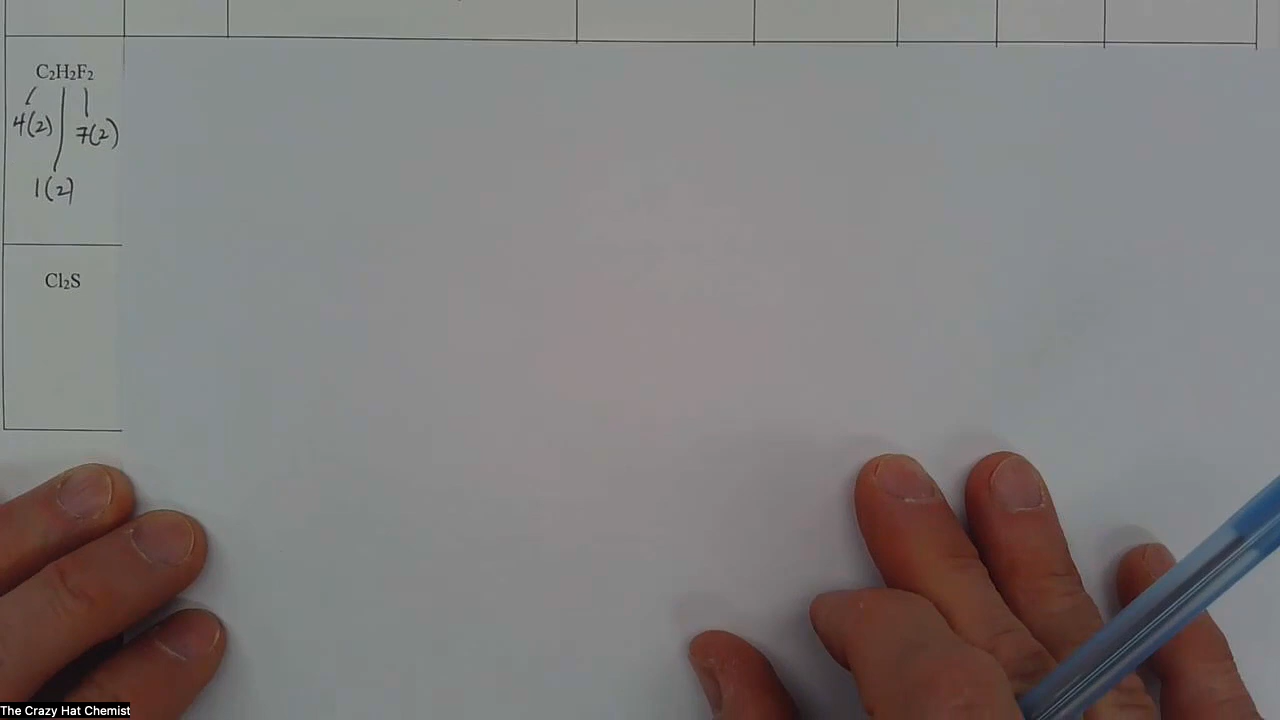 C₂H₂F₂
4(2) 7(2)
1(2)
Cl₂S
The Crazy Hat Chemist